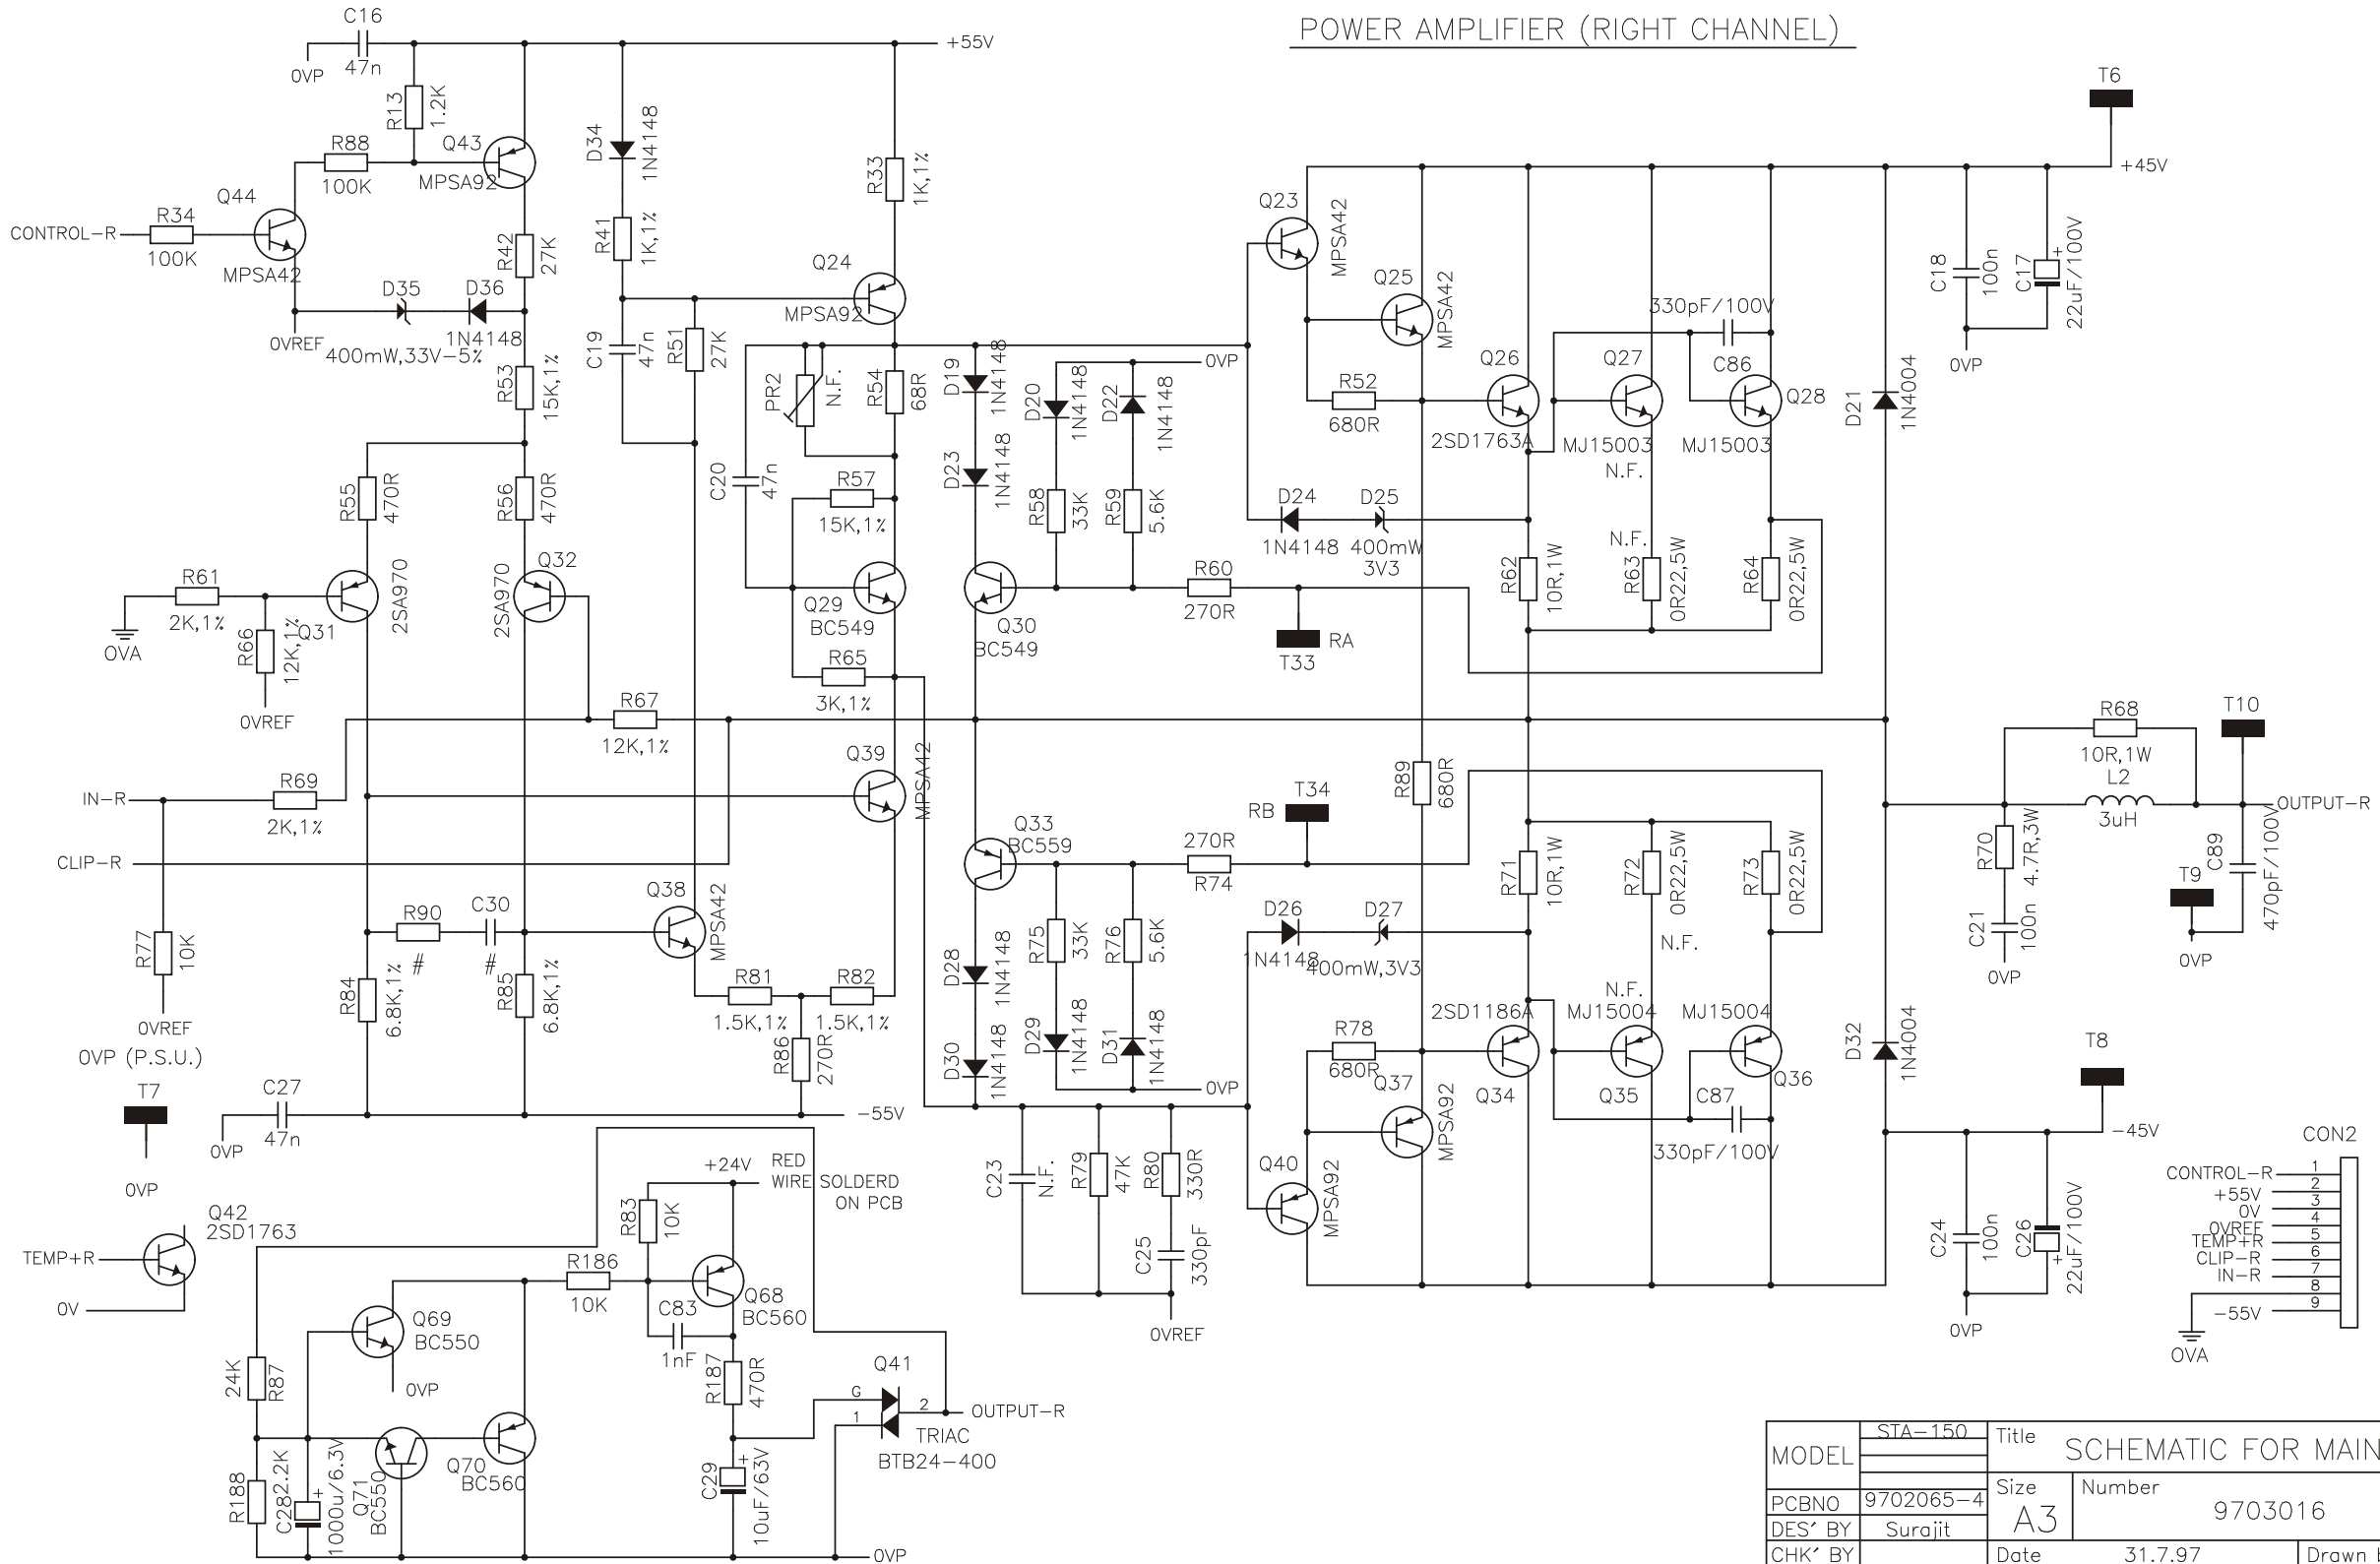 POWER AMPLIFIER (RIGHT CHANNEL)
C16
47n
0VP
+55V
R13
1.2K
R88
100K
Q43
MPSA92
Q44
MPSA42
CONTROL-R
R34
100K
0VREF
D35
400mW,33V-5%
D36
1N4148
R42
27K
R53
15K,1%
D34
1N4148
R41
1K,1%
R33
1K,1%
Q24
MPSA92
C19
47n
R51
27K
PR2
N.F.
R54
68R
C20
47n
R57
15K,1%
Q29
BC549
R65
3K,1%
D19
1N4148
D23
1N4148
D20
1N4148
D22
1N4148
0VP
R58
33K
R59
5.6K
Q30
BC549
R60
270R
RA
T33
Q23
MPSA42
Q25
MPSA42
R52
680R
Q26
2SD1763A
Q27
MJ15003
N.F.
330pF/100V
C86
Q28
MJ15003
D24
1N4148
D25
400mW
3V3
R62
10R,1W
N.F.
R63
0R22,5W
R64
0R22,5W
D21
1N4004
C18
100n
C17
+
22uF/100V
0VP
T6
+45V
R55
470R
R56
470R
R61
2K,1%
0VA
R66
12K,1%
0VREF
Q31
2SA970
Q32
2SA970
R67
12K,1%
IN-R
R69
2K,1%
CLIP-R
R77
10K
0VREF
0VP (P.S.U.)
T7
0VP
Q39
MPSA42
Q38
MPSA42
R90
#
C30
#
R84
6.8K,1%
R85
6.8K,1%
R81
1.5K,1%
R82
1.5K,1%
R86
270R
C27
47n
0VP
-55V
Q33
BC559
RB
T34
270R
R74
R75
33K
R76
5.6K
D28
1N4148
D30
1N4148
D29
1N4148
D31
1N4148
0VP
R89
680R
D26
1N4148
D27
400mW,3V3
R78
680R
Q37
MPSA92
Q40
MPSA92
R71
10R,1W
R72
0R22,5W
R73
0R22,5W
N.F.
2SD1186A
Q34
N.F.
MJ15004
Q35
MJ15004
Q36
C87
330pF/100V
D32
1N4004
R68
10R,1W
L2
3uH
T10
OUTPUT-R
R70
4.7R,3W
C21
100n
0VP
T9
0VP
C89
470pF/100V
T8
-45V
C24
100n
C26
+
22uF/100V
0VP
C23
N.F.
R79
47K
R80
330R
C25
330pF
0VREF
CON2
CONTROL-R 1
+55V 2
0V 3
0VREF 4
TEMP+R 5
CLIP-R 6
IN-R 7
8
-55V 9
0VA
Q42
2SD1763
TEMP+R
0V
+24V
RED
WIRE SOLDERD
ON PCB
R83
10K
R186
10K
Q68
BC560
C83
1nF
Q69
BC550
0VP
R187
470R
Q41
G
1
2
OUTPUT-R
TRIAC
BTB24-400
24K
R87
R188
2.2K
C28
+
1000u/6.3V
Q71
BC550
Q70
BC560
C29
+
10uF/63V
0VP
MODEL
STA-150
Title
SCHEMATIC FOR MAIN
PCBNO
9702065-4
Size
A3
Number
9703016
DES' BY
Surajit
CHK' BY
Date
31.7.97
Drawn